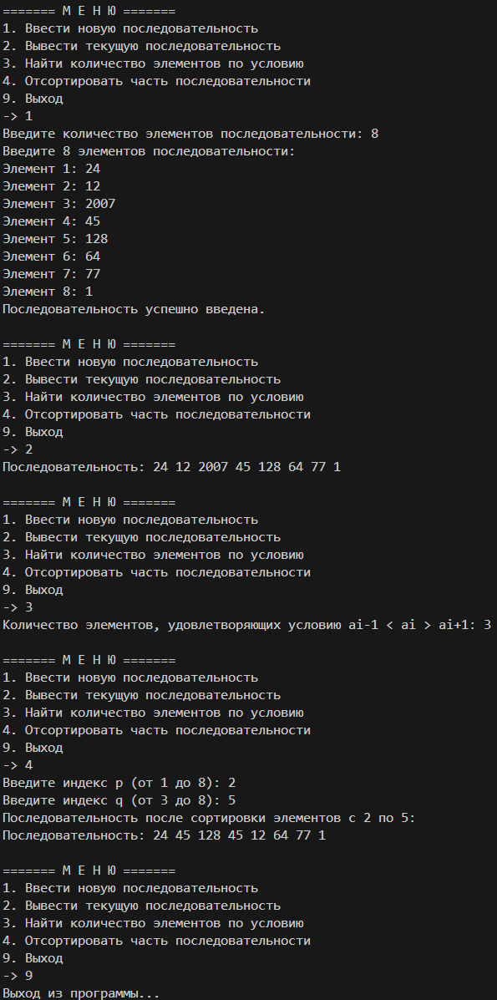 ======= М Е Н Ю =======
1. Ввести новую последовательность
2. Вывести текущую последовательность
3. Найти количество элементов по условию
4. Отсортировать часть последовательности
9. Выход
-> 1
Введите количество элементов последовательности: 8
Введите 8 элементов последовательности:
Элемент 1: 24
Элемент 2: 12
Элемент 3: 2007
Элемент 4: 45
Элемент 5: 128
Элемент 6: 64
Элемент 7: 77
Элемент 8: 1
Последовательность успешно введена.

======= М Е Н Ю =======
1. Ввести новую последовательность
2. Вывести текущую последовательность
3. Найти количество элементов по условию
4. Отсортировать часть последовательности
9. Выход
-> 2
Последовательность: 24 12 2007 45 128 64 77 1

======= М Е Н Ю =======
1. Ввести новую последовательность
2. Вывести текущую последовательность
3. Найти количество элементов по условию
4. Отсортировать часть последовательности
9. Выход
-> 3
Количество элементов, удовлетворяющих условию ai-1 < ai > ai+1: 3

======= М Е Н Ю =======
1. Ввести новую последовательность
2. Вывести текущую последовательность
3. Найти количество элементов по условию
4. Отсортировать часть последовательности
9. Выход
-> 4
Введите индекс p (от 1 до 8): 2
Введите индекс q (от 3 до 8): 5
Последовательность после сортировки элементов с 2 по 5:
Последовательность: 24 45 128 45 12 64 77 1

======= М Е Н Ю =======
1. Ввести новую последовательность
2. Вывести текущую последовательность
3. Найти количество элементов по условию
4. Отсортировать часть последовательности
9. Выход
-> 9
Выход из программы...